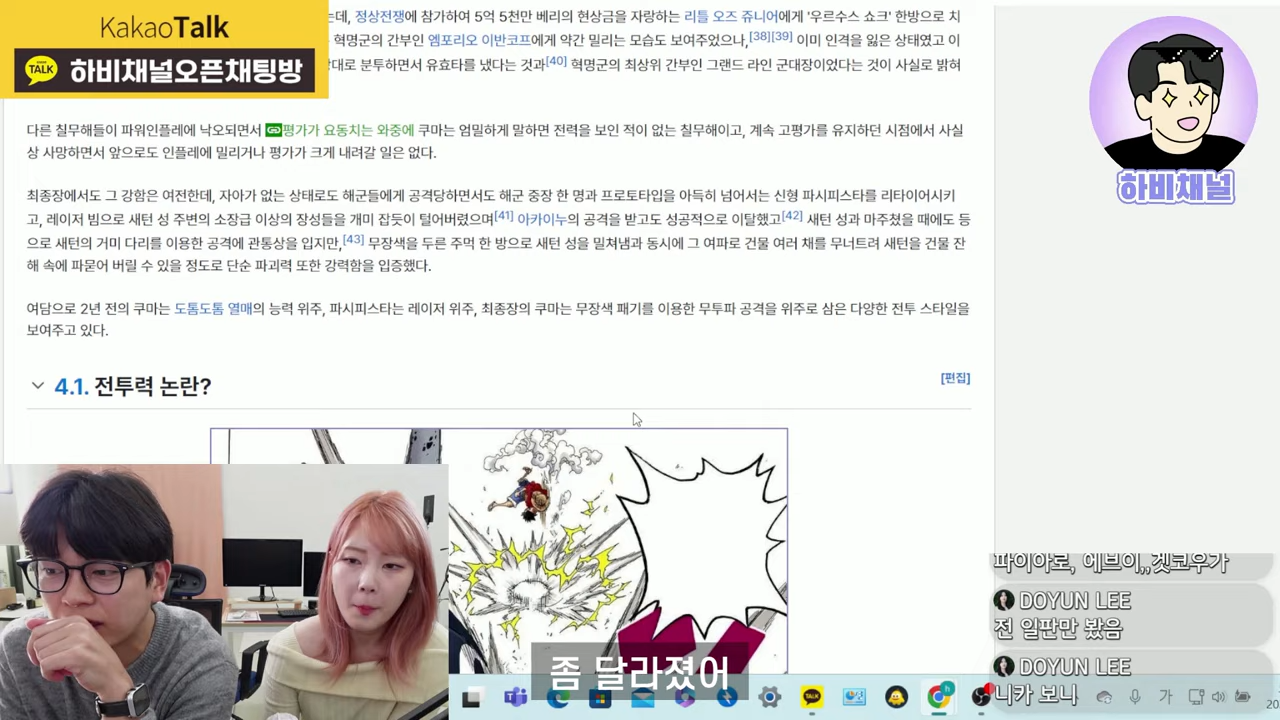 KakaoTalk
TALK 하비채널오픈채팅방
는데, 정상전쟁에 참가하여 5억 5천만 베리의 현상금을 자랑하는 리틀 오즈 쥬니어에게 '우르수스 쇼크' 한방으로 치
혁명군의 간부인 엠포리오 이반코프에게 약간 밀리는 모습도 보여주었으나,[38][39] 이미 인격을 잃은 상태였고 이
상대로 분투하면서 유효타를 냈다는 것과[40] 혁명군의 최상위 간부인 그랜드 라인 군대장이었다는 것이 사실로 밝혀
다른 칠무해들이 파워인플레에 낙오되면서 평가가 요동치는 와중에 쿠마는 엄밀하게 말하면 전력을 보인 적이 없는 칠무해이고, 계속 고평가를 유지하던 시점에서 사실
상 사망하면서 앞으로도 인플레에 밀리거나 평가가 크게 내려갈 일은 없다.
최종장에서도 그 강함은 여전한데, 자아가 없는 상태로도 해군들에게 공격당하면서도 해군 중장 한 명과 프로토타입을 아득히 넘어서는 신형 파시피스타를 리타이어시키
고, 레이저 빔으로 새턴 성 주변의 소장급 이상의 장성들을 개미 잡듯이 털어버렸으며[41] 아카이누의 공격을 받고도 성공적으로 이탈했고[42] 새턴 성과 마주쳤을 때에도 등
으로 새턴의 거미 다리를 이용한 공격에 관통상을 입지만,[43] 무장색을 두른 주먹 한 방으로 새턴 성을 밀쳐냄과 동시에 그 여파로 건물 여러 채를 무너트려 새턴을 건물 잔
해 속에 파묻어 버릴 수 있을 정도로 단순 파괴력 또한 강력함을 입증했다.
여담으로 2년 전의 쿠마는 도톰도톰 열매의 능력 위주, 파시피스타는 레이저 위주, 최종장의 쿠마는 무장색 패기를 이용한 무투파 공격을 위주로 삼은 다양한 전투 스타일을
보여주고 있다.
4.1. 전투력 논란?
[편집]
하비채널
파이아로, 에브이,,겟코우가
DOYUN LEE
전 일판만 봤음
DOYUN LEE
니카 보니
좀 달라졌어
TALK
가
20